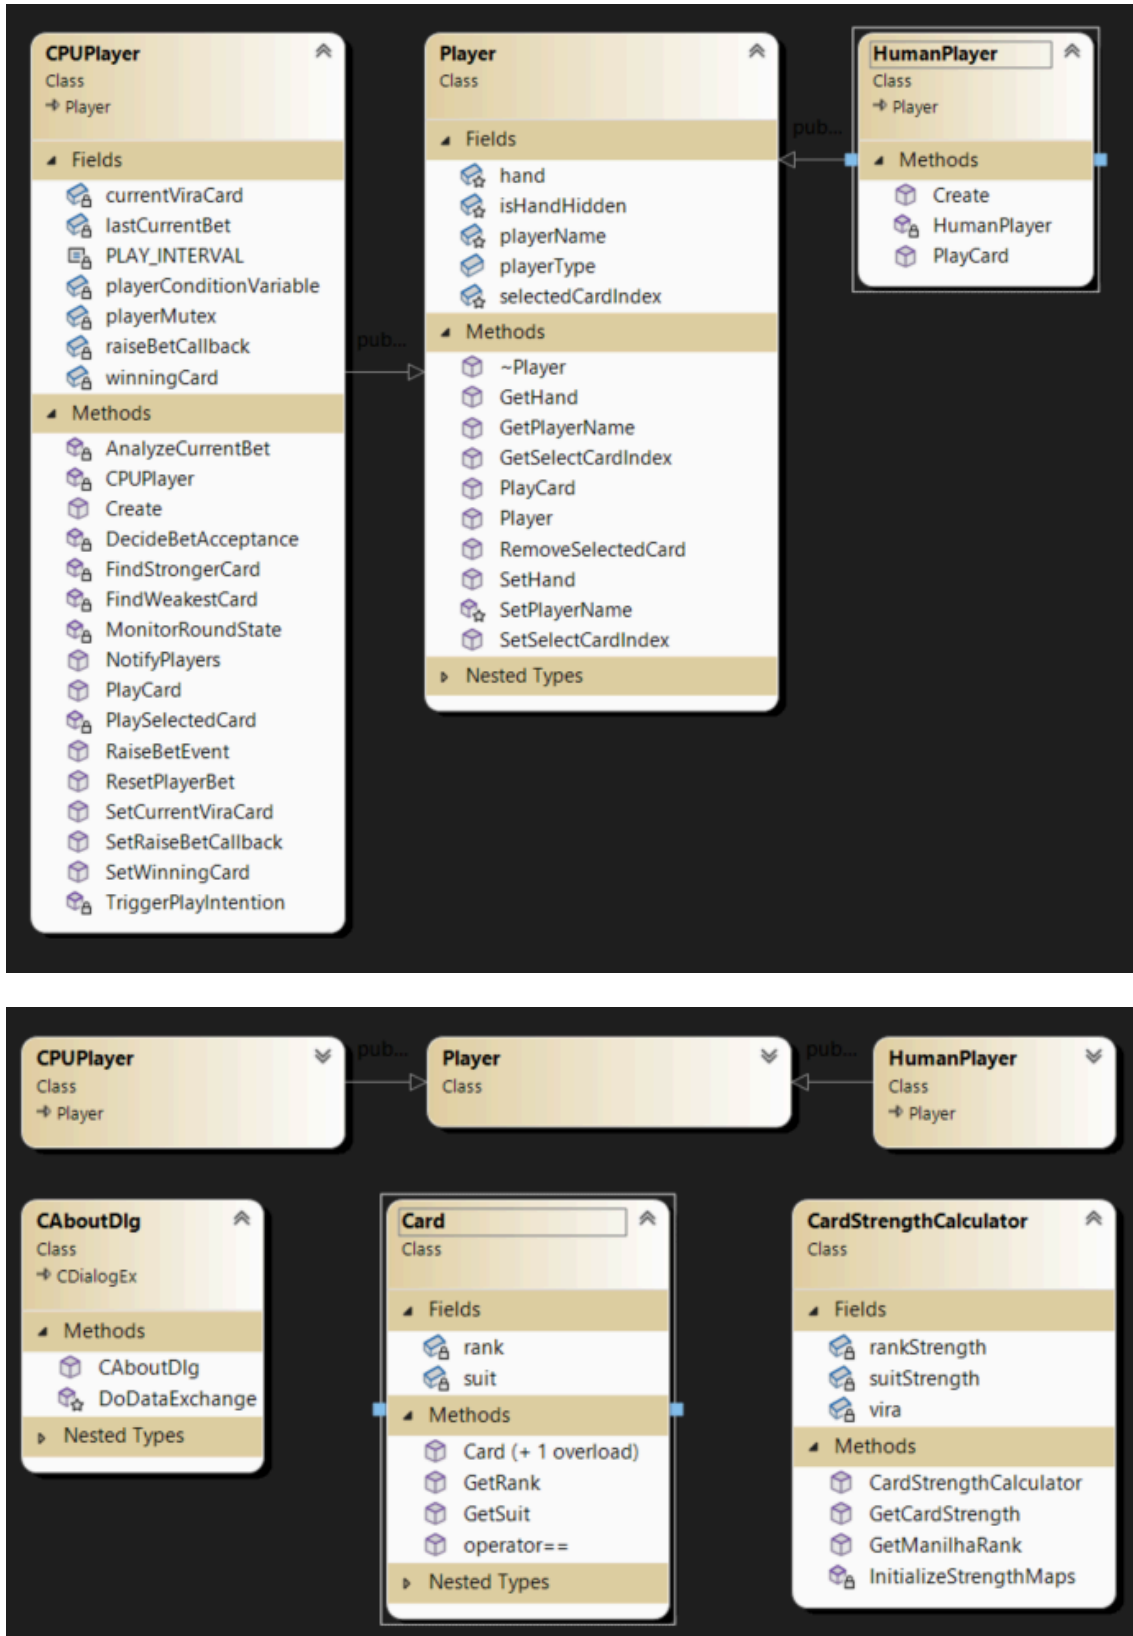 CPUPlayer
Class
Player
Fields
currentViraCard
lastCurrentBet
PLAY_INTERVAL
playerConditionVariable
playerMutex
raiseBetCallback
winningCard
Methods
AnalyzeCurrentBet
CPUPlayer
Create
DecideBetAcceptance
FindStrongerCard
FindWeakestCard
MonitorRoundState
NotifyPlayers
PlayCard
PlaySelectedCard
RaiseBetEvent
ResetPlayerBet
SetCurrentViraCard
SetRaiseBetCallback
SetWinningCard
TriggerPlayIntention
pub...
Player
Class
Fields
hand
isHandHidden
playerName
playerType
selectedCardIndex
Methods
~Player
GetHand
GetPlayerName
GetSelectCardIndex
PlayCard
Player
RemoveSelectedCard
SetHand
SetPlayerName
SetSelectCardIndex
Nested Types
pub...
HumanPlayer
Class
Player
Methods
Create
HumanPlayer
PlayCard
CPUPlayer
Class
Player
pub...
Player
Class
pub...
HumanPlayer
Class
Player
CAboutDlg
Class
CDialogEx
Methods
CAboutDlg
DoDataExchange
Nested Types
Card
Class
Fields
rank
suit
Methods
Card (+ 1 overload)
GetRank
GetSuit
operator==
Nested Types
CardStrengthCalculator
Class
Fields
rankStrength
suitStrength
vira
Methods
CardStrengthCalculator
GetCardStrength
GetManilhaRank
InitializeStrengthMaps